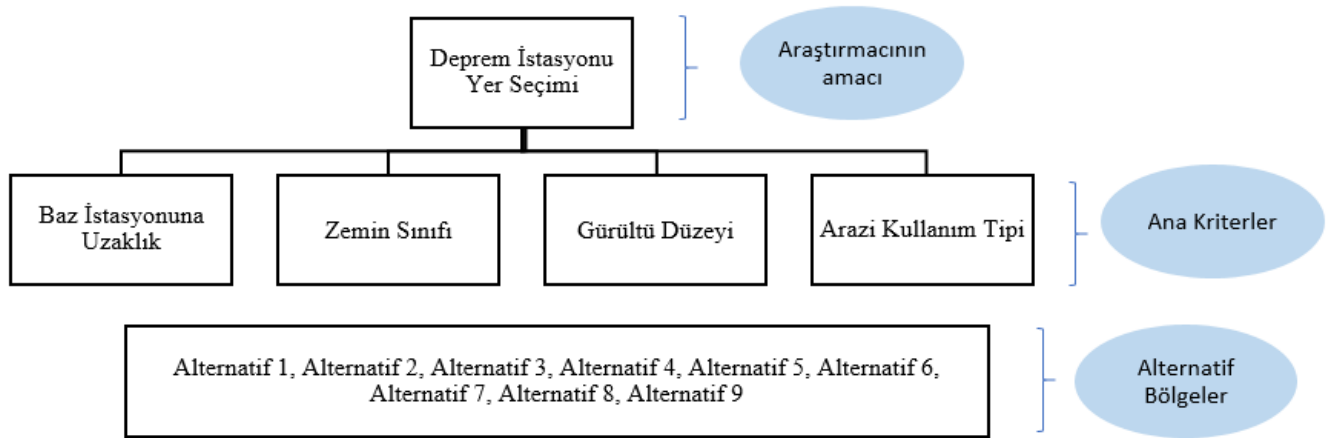 Deprem İstasyonu
Yer Seçimi
Araştırmacının
amacı
Baz İstasyonuna
Uzaklık
Zemin Sınıfı
Gürültü Düzeyi
Arazi Kullanım Tipi
Ana Kriterler
Alternatif 1, Alternatif 2, Alternatif 3, Alternatif 4, Alternatif 5, Alternatif 6,
Alternatif 7, Alternatif 8, Alternatif 9
Alternatif
Bölgeler